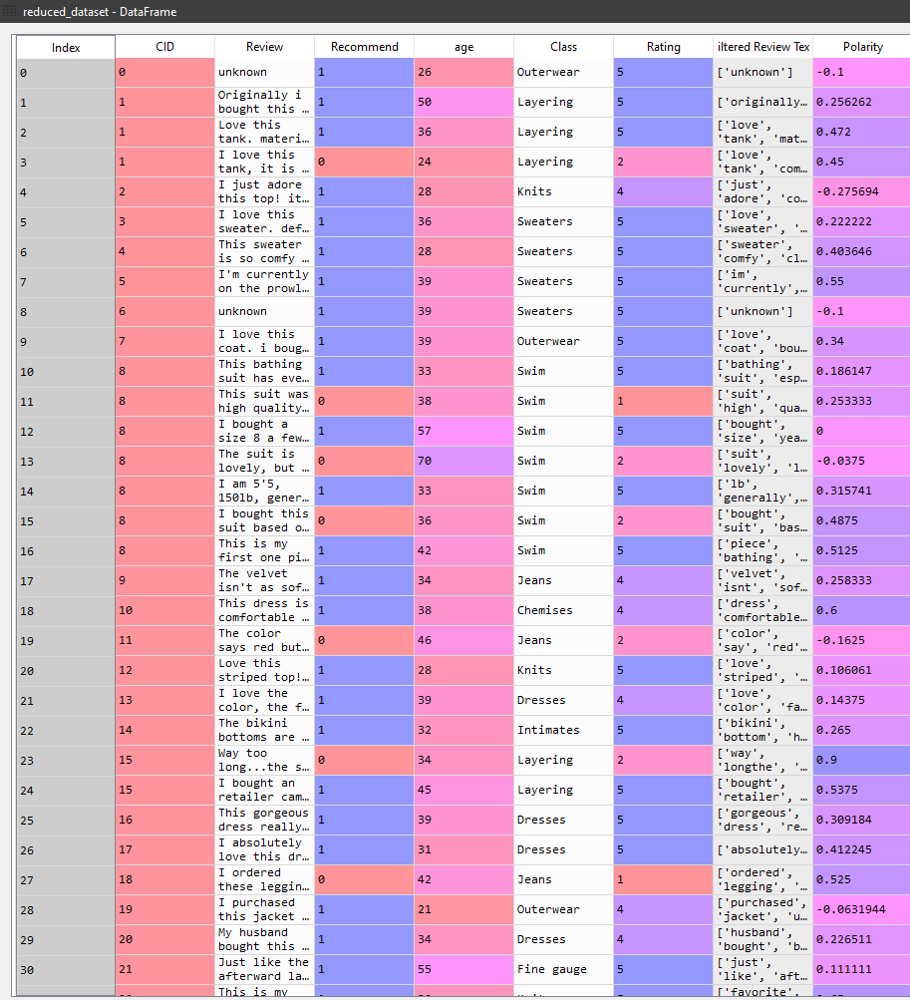 reduced_dataset - DataFrame
Index CID Review Recommend age Class Rating iltered Review Tex Polarity
0 0 unknown 1 26 Outerwear 5 ['unknown'] -0.1
1 1 Originally i 1 50 Layering 5 ['originally… 0.256262
bought this …
2 1 Love this 1 36 Layering 5 ['love', 0.472
tank. materi… 'tank', 'mat…
3 1 I love this 0 24 Layering 2 ['love', 0.45
tank, it is … 'tank', 'com…
4 2 I just adore 1 28 Knits 4 ['just', -0.275694
this top! it… 'adore', 'co…
5 3 I love this 1 36 Sweaters 5 ['love', 0.222222
sweater. def… 'sweater', '…
6 4 This sweater 1 28 Sweaters 5 ['sweater', 0.403646
is so comfy … 'comfy', 'cl…
7 5 I'm currently 1 39 Sweaters 5 ['im', 0.55
on the prowl… 'currently',…
8 6 unknown 1 39 Sweaters 5 ['unknown'] -0.1
9 7 I love this 1 39 Outerwear 5 ['love', 0.34
coat. i boug… 'coat', 'bou…
10 8 This bathing 1 33 Swim 5 ['bathing', 0.186147
suit has eve… 'suit', 'esp…
11 8 This suit was 0 38 Swim 1 ['suit', 0.253333
high quality… 'high', 'qua…
12 8 I bought a 1 57 Swim 5 ['bought', 0
size 8 a few… 'size', 'yea…
13 8 The suit is 0 70 Swim 2 ['suit', -0.0375
lovely, but … 'lovely', 'l…
14 8 I am 5'5, 1 33 Swim 5 ['lb', 0.315741
150lb, gener… 'generally',…
15 8 I bought this 0 36 Swim 2 ['bought', 0.4875
suit based o… 'suit', 'bas…
16 8 This is my 1 42 Swim 5 ['piece', 0.5125
first one pi… 'bathing', '…
17 9 The velvet 1 34 Jeans 4 ['velvet', 0.258333
isn't as sof… 'isnt', 'sof…
18 10 This dress is 1 38 Chemises 4 ['dress', 0.6
comfortable … 'comfortable…
19 11 The color 0 46 Jeans 2 ['color', -0.1625
says red but… 'say', 'red'…
20 12 Love this 1 28 Knits 5 ['love', 0.106061
striped top!… 'striped', '…
21 13 I love the 1 39 Dresses 4 ['love', 0.14375
color, the f… 'color', 'fa…
22 14 The bikini 1 32 Intimates 5 ['bikini', 0.265
bottoms are … 'bottom', 'h…
23 15 Way too 0 34 Layering 2 ['way', 0.9
long...the s… 'longthe', '…
24 15 I bought an 1 45 Layering 5 ['bought', 0.5375
retailer cam… 'retailer', …
25 16 This gorgeous 1 39 Dresses 5 ['gorgeous', 0.309184
dress really… 'dress', 're…
26 17 I absolutely 1 31 Dresses 5 ['absolutely… 0.412245
love this dr…
27 18 I ordered 0 42 Jeans 1 ['ordered', 0.525
these leggin… 'legging', '…
28 19 I purchased 1 21 Outerwear 4 ['purchased', -0.0631944
this jacket … 'jacket', 'u…
29 20 My husband 1 34 Dresses 4 ['husband', 0.226511
bought this … 'bought', 'b…
30 21 Just like the 1 55 Fine gauge 5 ['just', 0.111111
afterward la… 'like', 'aft…
This is my ['favorite',